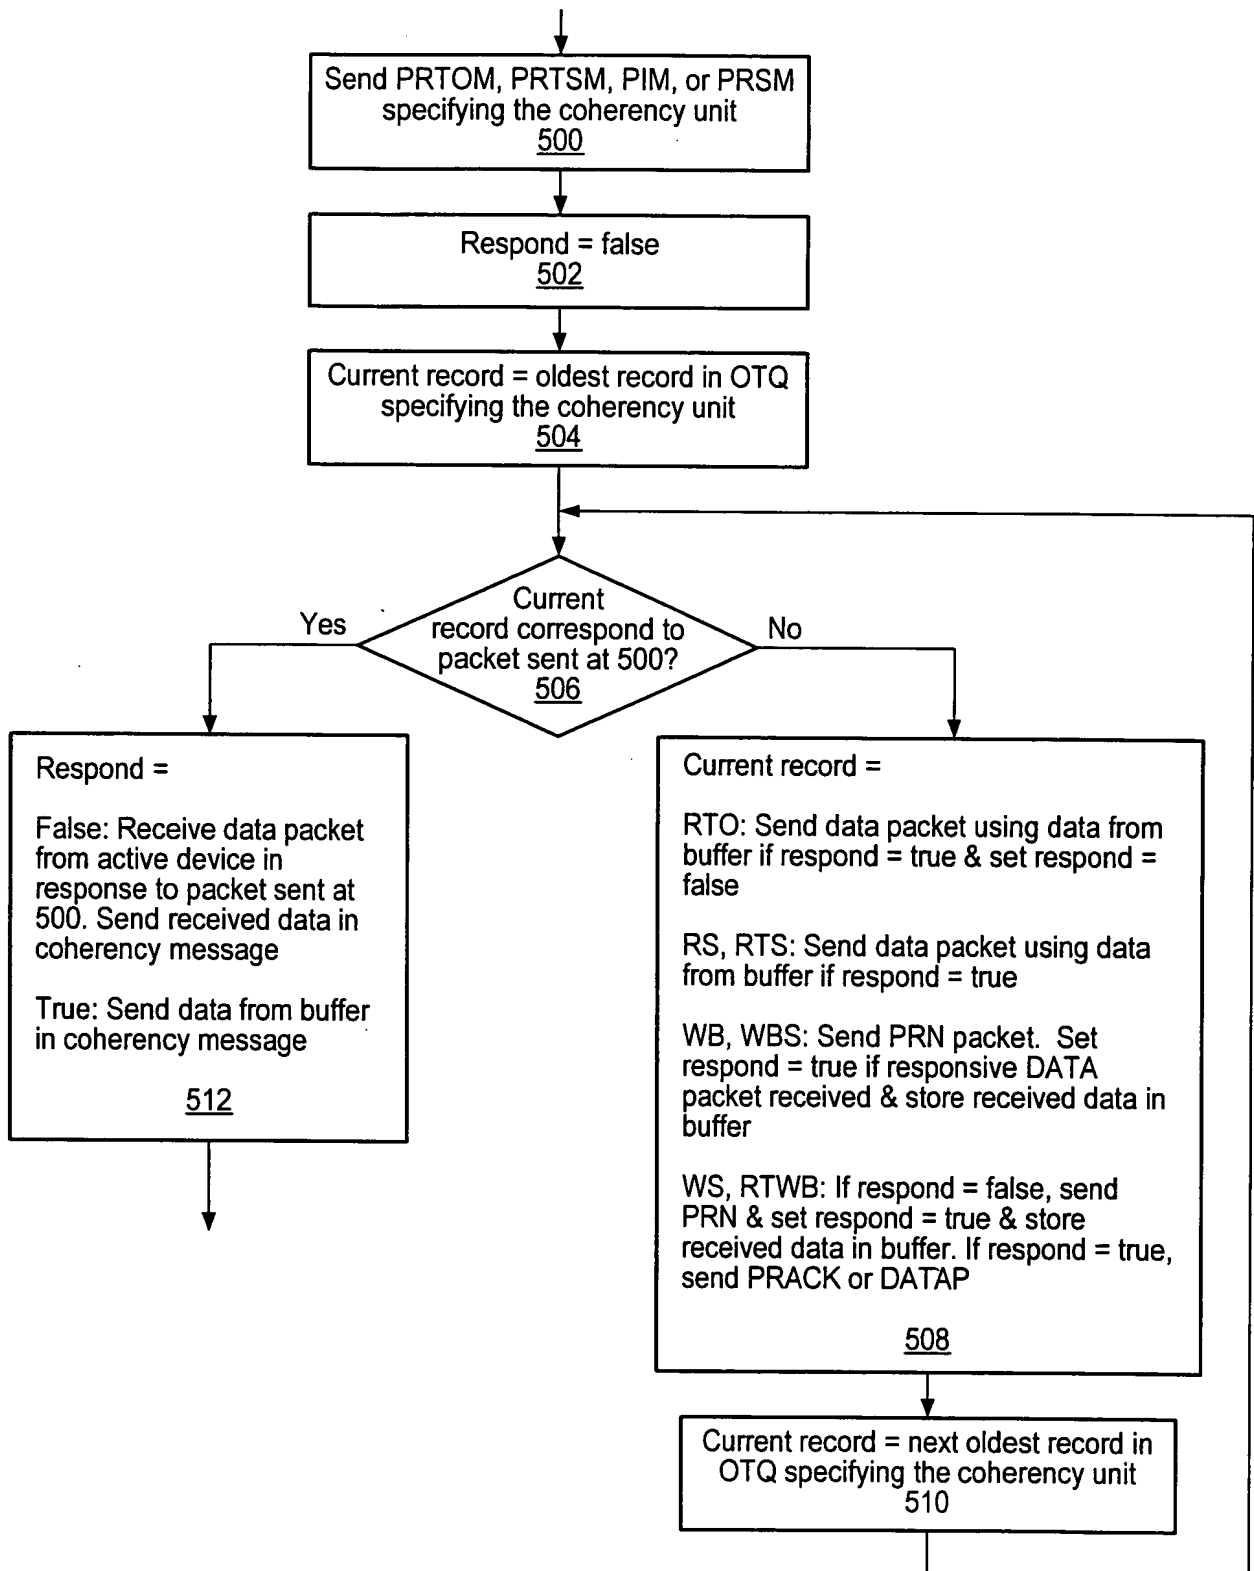 Send PRTOM, PRTSM, PIM, or PRSM
specifying the coherency unit
500
Respond = false
502
Current record = oldest record in OTQ
specifying the coherency unit
504
Current
record correspond to
packet sent at 500?
506
Yes
No
Respond =
False: Receive data packet
from active device in
response to packet sent at
500. Send received data in
coherency message
True: Send data from buffer
in coherency message
512
Current record =
RTO: Send data packet using data from
buffer if respond = true & set respond =
false
RS, RTS: Send data packet using data
from buffer if respond = true
WB, WBS: Send PRN packet. Set
respond = true if responsive DATA
packet received & store received data in
buffer
WS, RTWB: If respond = false, send
PRN & set respond = true & store
received data in buffer. If respond = true,
send PRACK or DATAP
508
Current record = next oldest record in
OTQ specifying the coherency unit
510